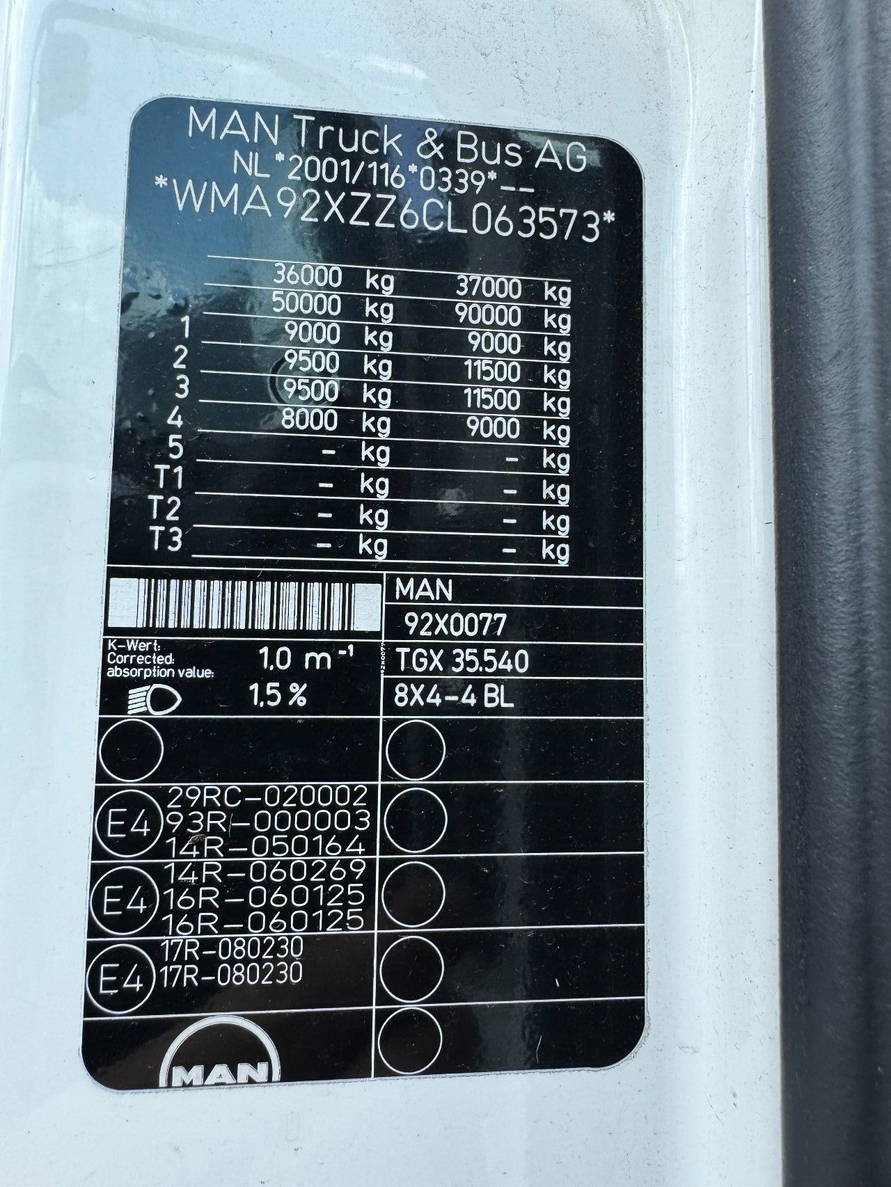 MAN Truck & Bus AG
NL*2001/116*0339*--
*WMA92XZZ6CL063573*
36000 kg 37000 kg
50000 kg 90000 kg
1 9000 kg 9000 kg
2 9500 kg 11500 kg
3 9500 kg 11500 kg
4 8000 kg 9000 kg
5 - kg - kg
T1 - kg - kg
T2 - kg - kg
T3 - kg - kg
MAN
92X0077
K-Wert:
Corrected:
absorption value:
1,0 m⁻¹
92X0077
TGX 35.540
1,5 %
8X4-4 BL
E4
29RC-020002
93R-000003
14R-050164
E4
14R-060269
16R-060125
16R-060125
E4
17R-080230
17R-080230
MAN